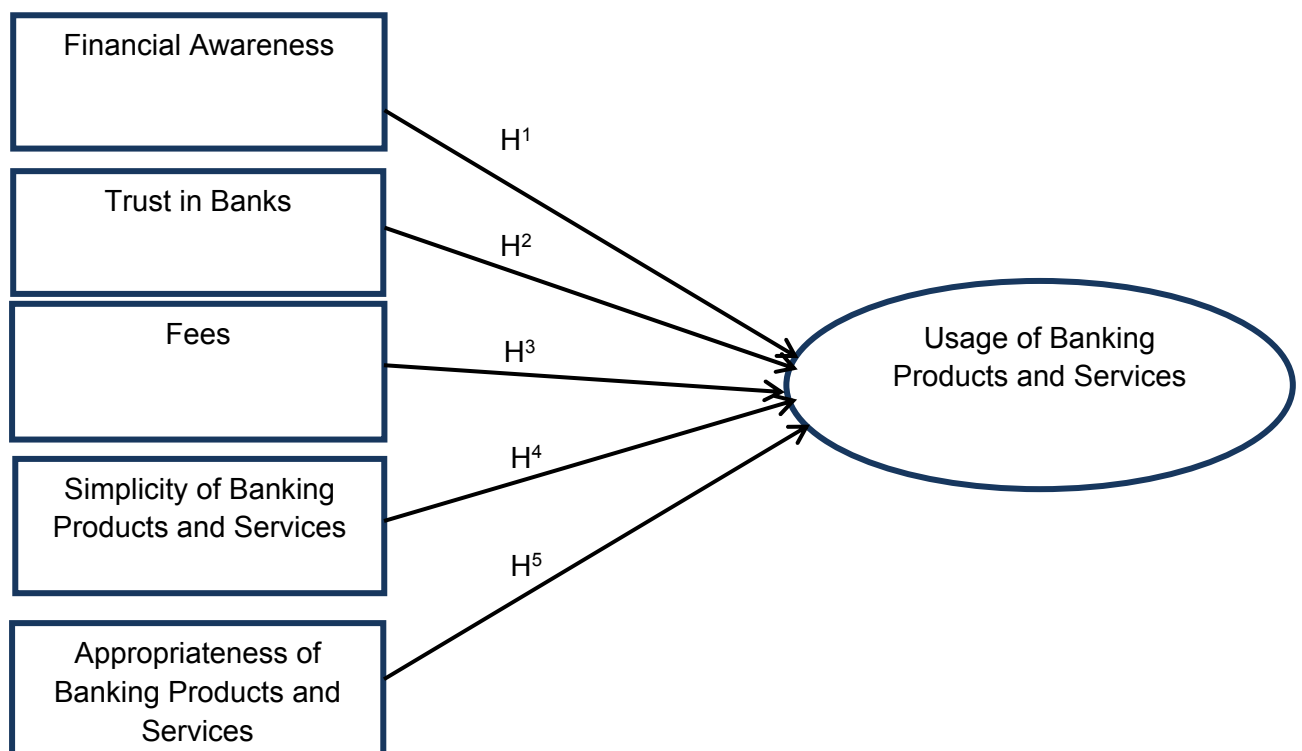 Financial Awareness
H¹
Trust in Banks
H²
Fees
H³
Usage of Banking
Products and Services
Simplicity of Banking
Products and Services
H⁴
H⁵
Appropriateness of
Banking Products and
Services